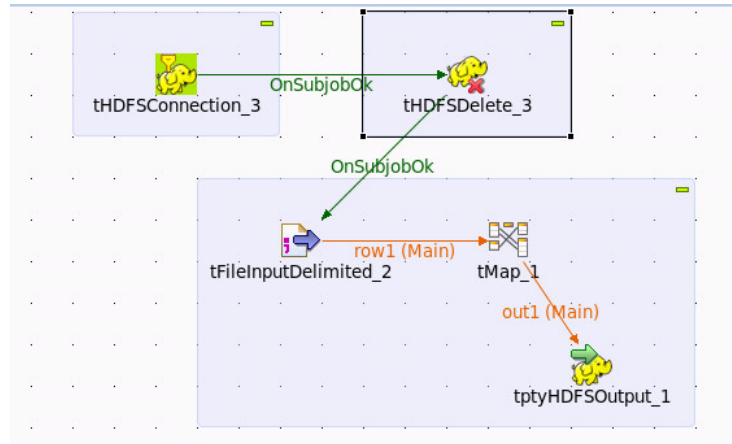 OnSubjobOk
tHDFSConnection_3
tHDFSDelete_3
OnSubjobOk
row1 (Main)
tFileInputDelimited_2
tMap_1
out1 (Main)
tptyHDFSOutput_1